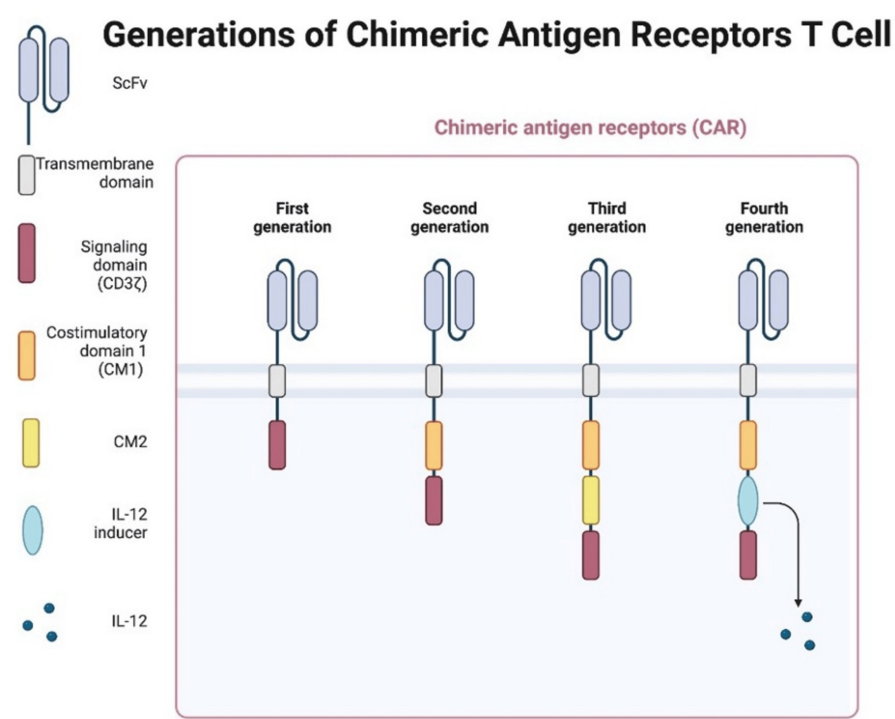 Generations of Chimeric Antigen Receptors T Cell
ScFv
Transmembrane
domain
Signaling
domain
(CD3ζ)
Costimulatory
domain 1
(CM1)
CM2
IL-12
inducer
IL-12
Chimeric antigen receptors (CAR)
First
generation
Second
generation
Third
generation
Fourth
generation